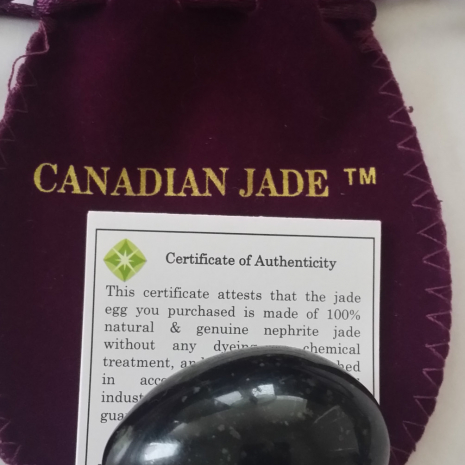 CANADIAN JADE ™
Certificate of Authenticity
This certificate attests that the jade
egg you purchased is made of 100%
natural & genuine nephrite jade
without any dyeing chemical
treatment,
in